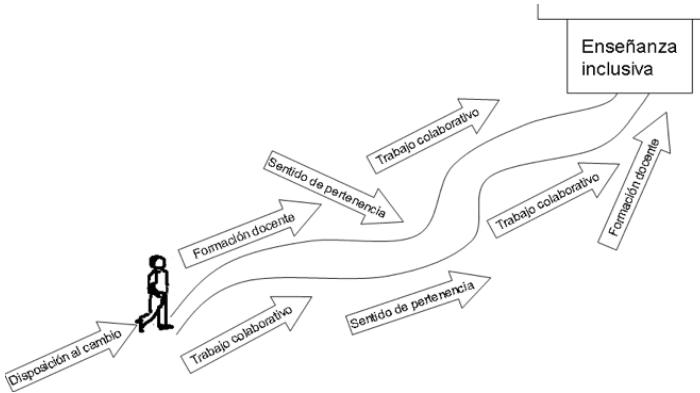 Enseñanza
inclusiva
Trabajo colaborativo
Sentido de pertenencia
Formación docente
Trabajo colaborativo
Formación docente
Sentido de pertenencia
Trabajo colaborativo
Disposición al cambio